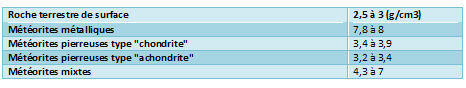 Roche terrestre de surface 2,5 à 3 (g/cm3)
Météorites métalliques 7,8 à 8
Météorites pierreuses type "chondrite" 3,4 à 3,9
Météorites pierreuses type "achondrite" 3,2 à 3,4
Météorites mixtes 4,3 à 7